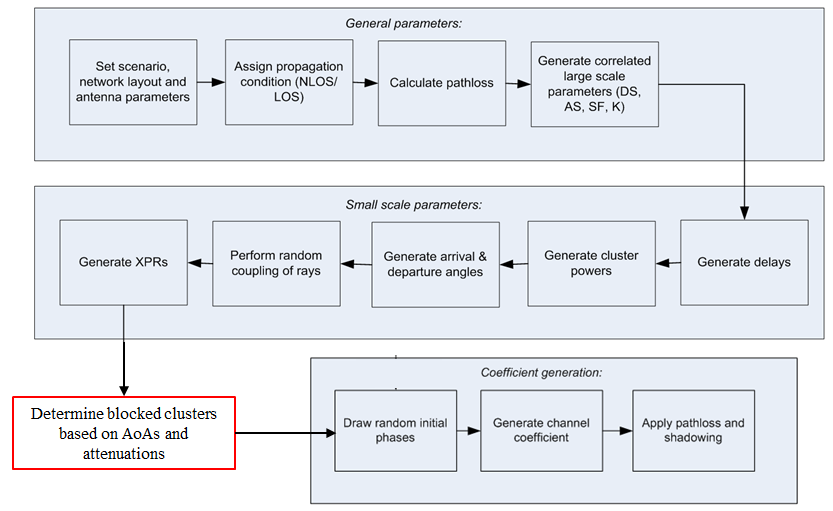 General parameters:
Set scenario,
network layout and
antenna parameters
Assign propagation
condition (NLOS/
LOS)
Calculate pathloss
Generate correlated
large scale
parameters (DS,
AS, SF, K)
Small scale parameters:
Generate XPRs
Perform random
coupling of rays
Generate arrival &
departure angles
Generate cluster
powers
Generate delays
Determine blocked clusters
based on AoAs and
attenuations
Coefficient generation:
Draw random initial
phases
Generate channel
coefficient
Apply pathloss and
shadowing